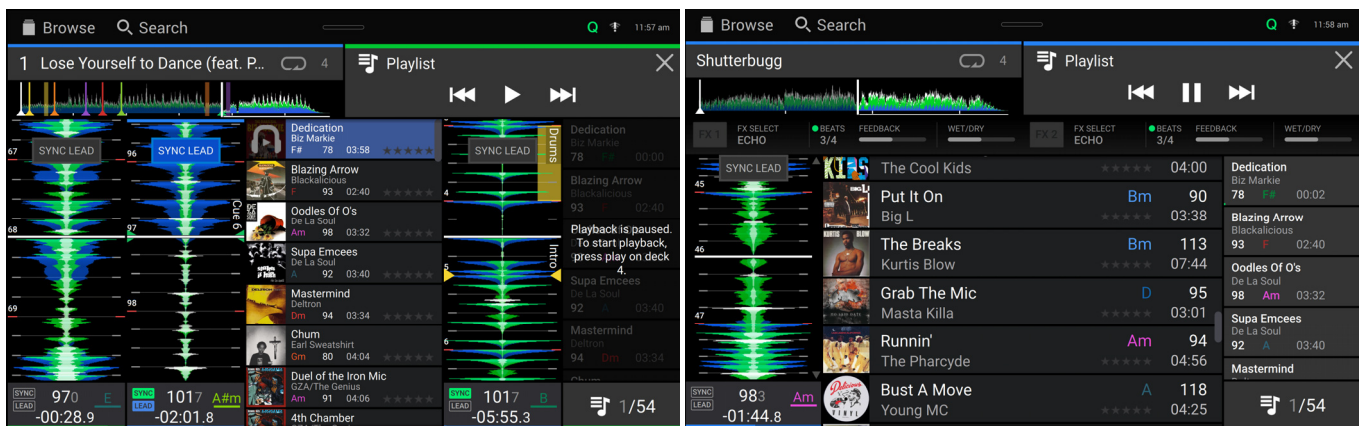 Browse
Search
Q
11:57 am
1 Lose Yourself to Dance (feat. P...
4
Playlist
67
68
69
SYNC LEAD
96
97
98
SYNC LEAD
Cue 6
Dedication
Biz Markie
F# 78 03:58
Blazing Arrow
Blackalicious
F 93 02:40
Oodles Of O's
De La Soul
Am 98 03:32
Supa Emcees
De La Soul
A 92 03:40
Mastermind
Deltron
Dm 94 03:34
Chum
Earl Sweatshirt
Gm 80 04:04
Duel of the Iron Mic
GZA/The Genius
Am 91 04:06
4th Chamber
GZA/The Genius
SYNC LEAD
Drums
Intro
4
5
6
Dedication
Biz Markie
78 F# 00:00
Blazing Arrow
Blackalicious
93 F 02:40
Playback is paused.
To start playback,
press play on deck
4.
Supa Emcees
De La Soul
92 A 03:40
Mastermind
Deltron
94 Dm 03:34
Chum
SYNC
LEAD
970
E
-00:28.9
SYNC
LEAD
1017
A#m
-02:01.8
SYNC
LEAD
1017
B
-05:55.3
1/54
Browse
Search
Q
11:58 am
Shutterbugg
4
Playlist
FX 1
FX SELECT
ECHO
BEATS
3/4
FEEDBACK
WET/DRY
FX 2
FX SELECT
ECHO
BEATS
3/4
FEEDBACK
WET/DRY
SYNC LEAD
45
46
47
KIDS
The Cool Kids
04:00
Put It On
Bm 90
Big L
03:38
The Breaks
Bm 113
Kurtis Blow
07:44
Grab The Mic
D 95
Masta Killa
03:01
Runnin'
Am 94
The Pharcyde
04:56
Delicious
VINYL
Bust A Move
A 118
Young MC
04:25
Dedication
Biz Markie
78 F# 00:02
Blazing Arrow
Blackalicious
93 F 02:40
Oodles Of O's
De La Soul
98 Am 03:32
Supa Emcees
De La Soul
92 A 03:40
Mastermind
SYNC
LEAD
983
Am
-01:44.8
1/54